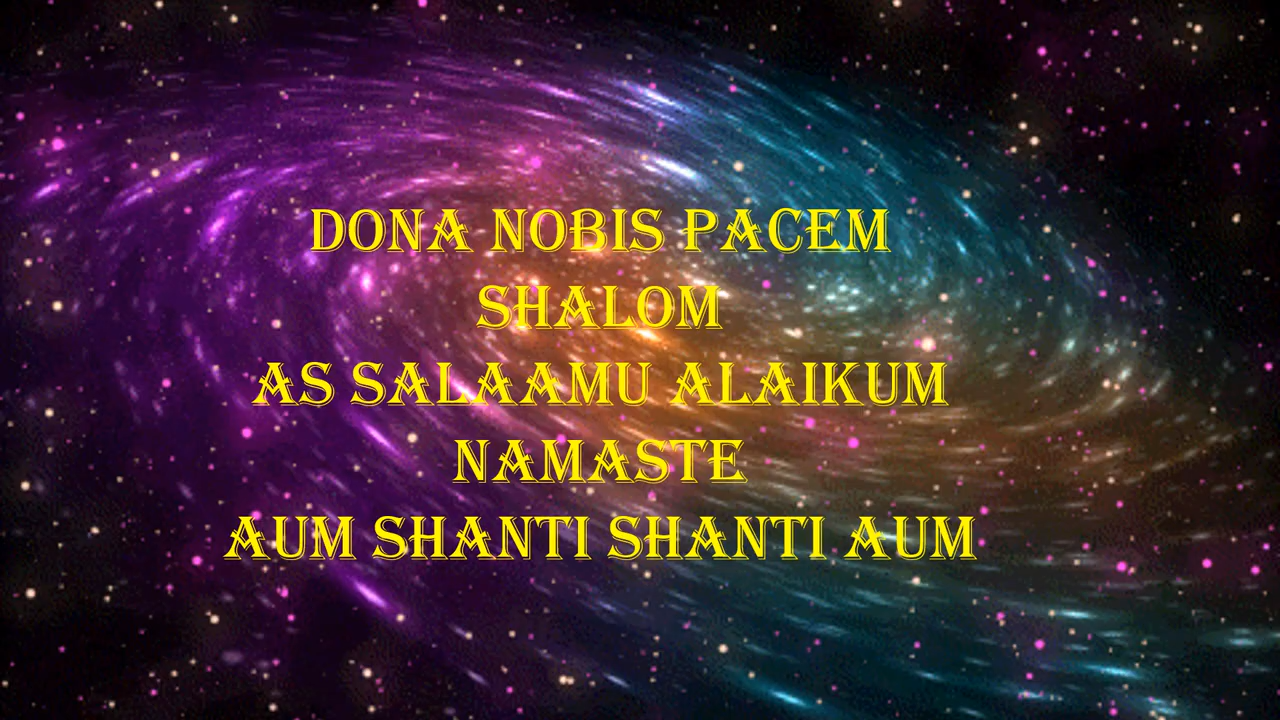 DONA NOBIS PACEM
SHALOM
AS SALAAMU ALAIKUM
NAMASTE
AUM SHANTI SHANTI AUM